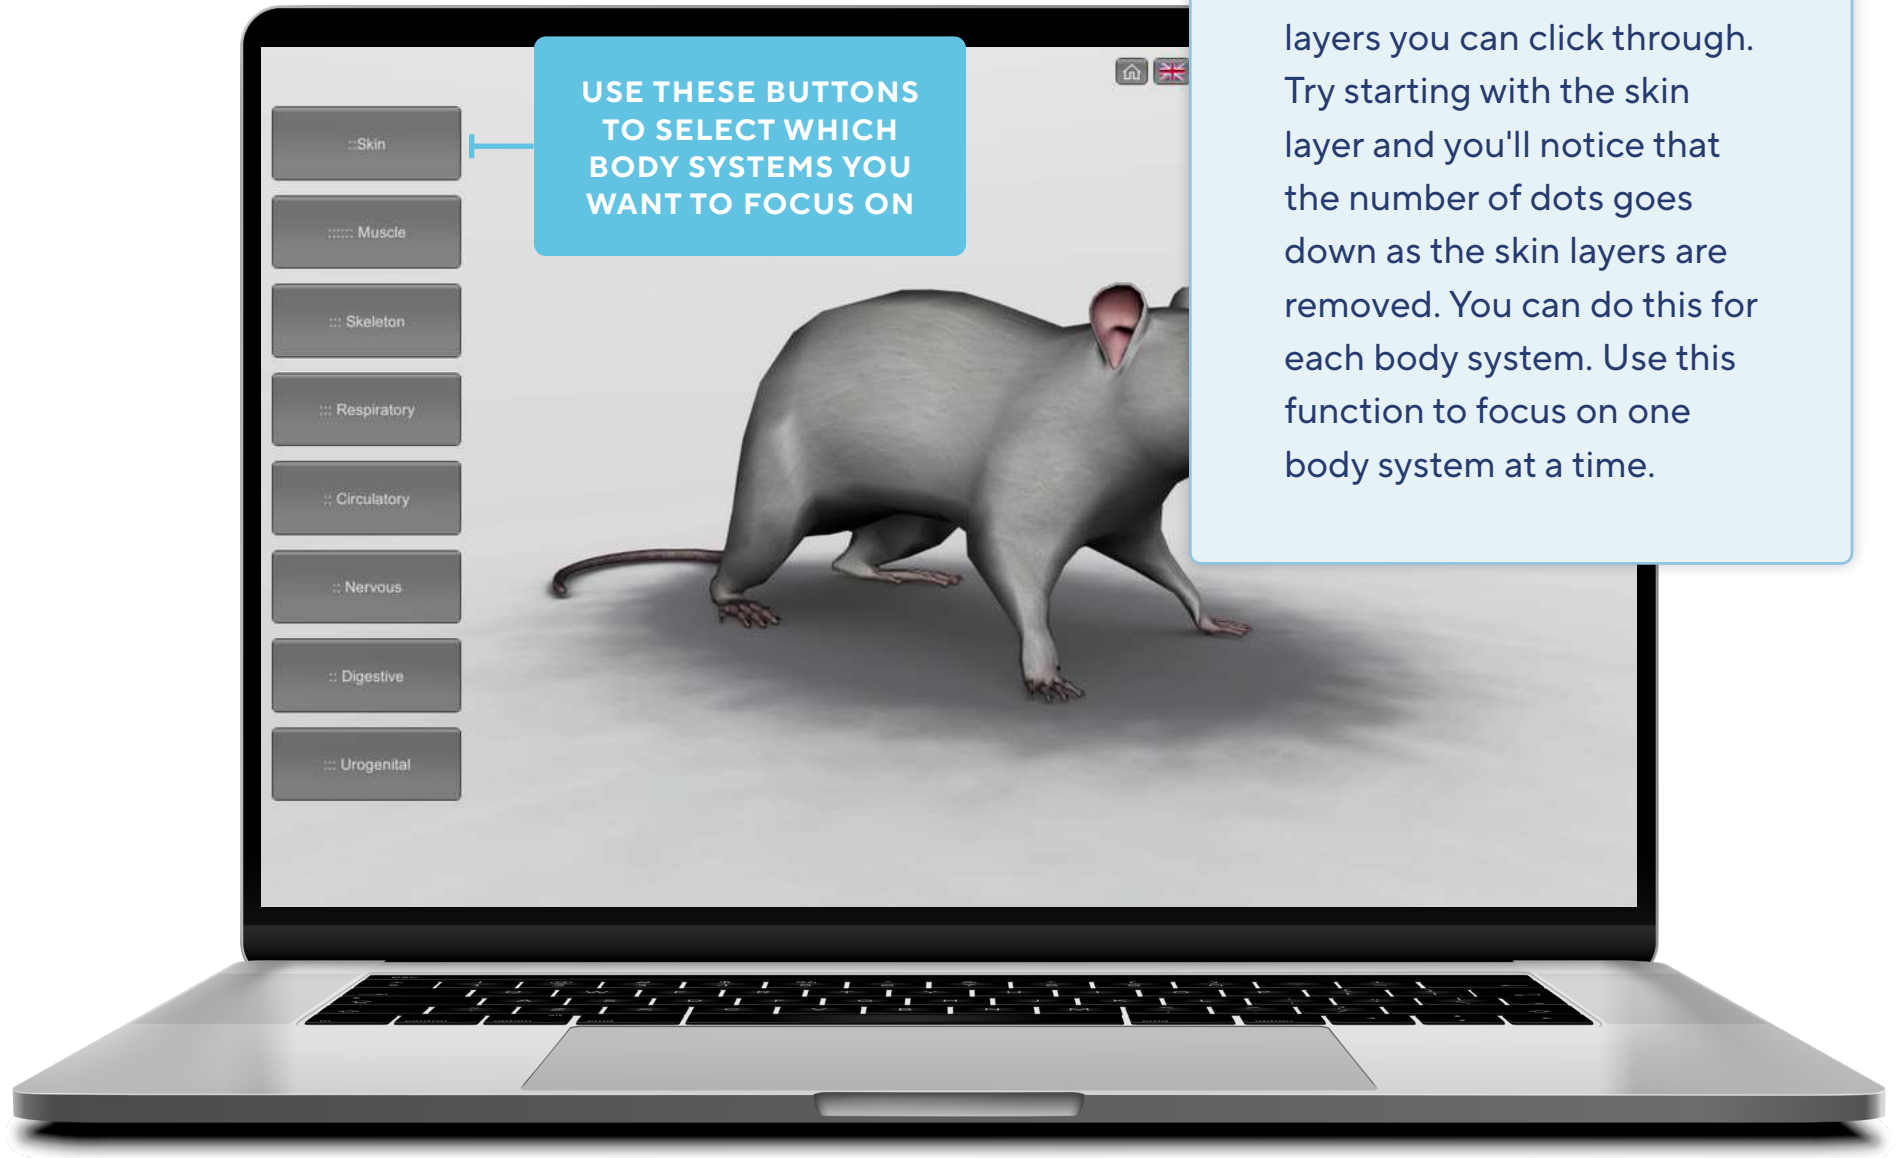 USE THESE BUTTONS
TO SELECT WHICH
BODY SYSTEMS YOU
WANT TO FOCUS ON
::Skin
:::::: Muscle
::: Skeleton
::: Respiratory
:: Circulatory
:: Nervous
:: Digestive
::: Urogenital
layers you can click through.
Try starting with the skin
layer and you'll notice that
the number of dots goes
down as the skin layers are
removed. You can do this for
each body system. Use this
function to focus on one
body system at a time.